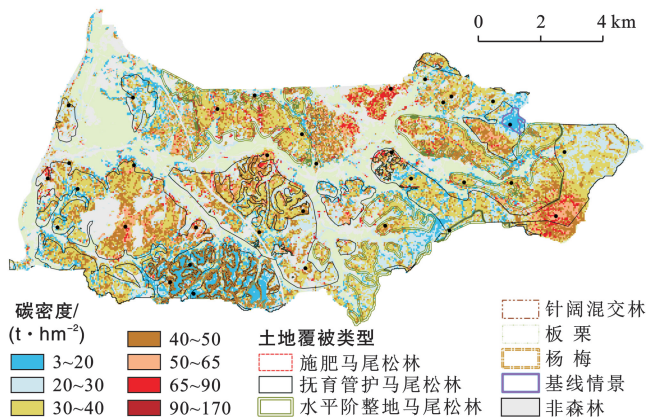 0 2 4 km
碳密度/
(t·hm⁻²)
3~20
20~30
30~40
40~50
50~65
65~90
90~170
土地覆被类型
施肥马尾松林
抚育管护马尾松林
水平阶整地马尾松林
针阔混交林
板栗
杨梅
基线情景
非森林